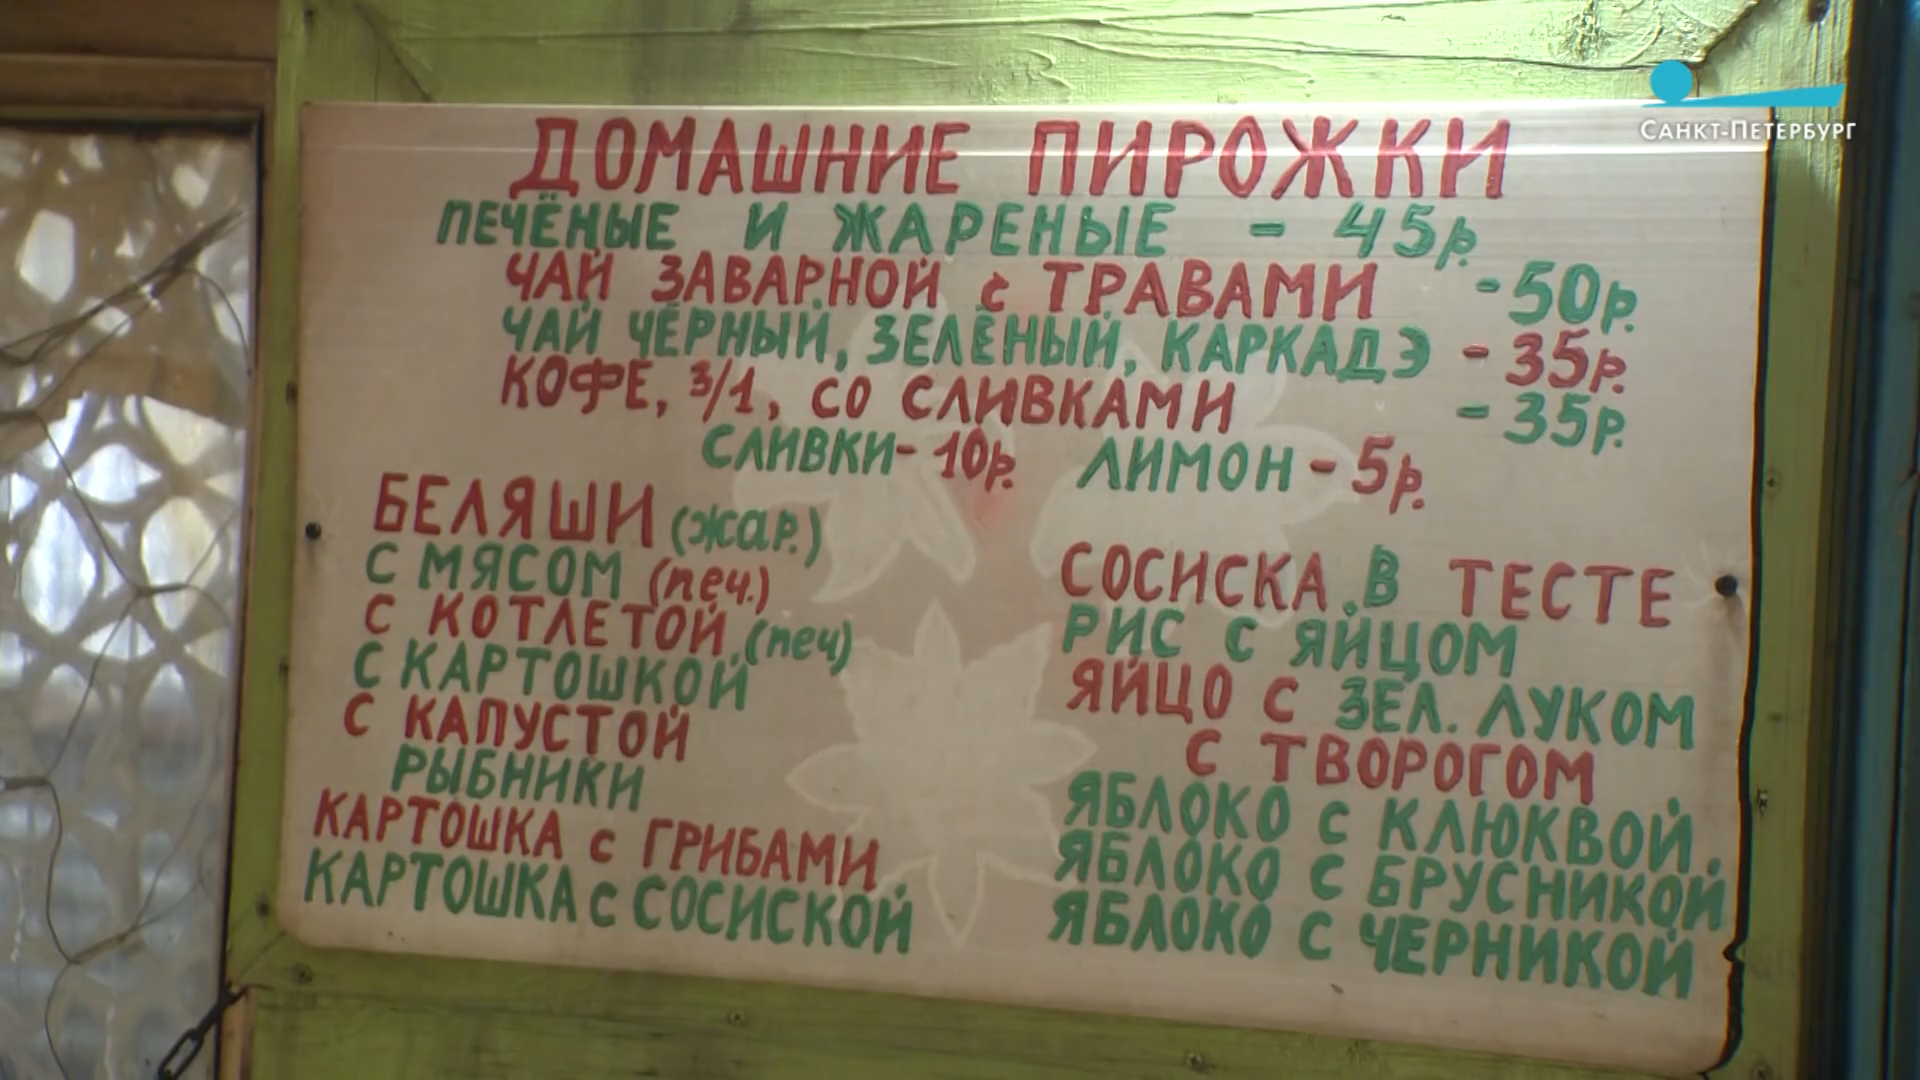 Санкт-Петербург
ДОМАШНИЕ ПИРОЖКИ
ПЕЧЁНЫЕ И ЖАРЕНЫЕ - 45р.
ЧАЙ ЗАВАРНОЙ с ТРАВАМИ -50р.
ЧАЙ ЧЁРНЫЙ, ЗЕЛЁНЫЙ, КАРКАДЭ - 35р.
КОФЕ, 3/1, СО СЛИВКАМИ - 35р.
СЛИВКИ- 10р. ЛИМОН - 5р.
БЕЛЯШИ (жар.)
С МЯСОМ (печ.)
С КОТЛЕТОЙ (печ)
С КАРТОШКОЙ
С КАПУСТОЙ
РЫБНИКИ
КАРТОШКА с ГРИБАМИ
КАРТОШКА с СОСИСКОЙ
СОСИСКА В ТЕСТЕ
РИС С ЯЙЦОМ
ЯЙЦО С ЗЕЛ. ЛУКОМ
С ТВОРОГОМ
ЯБЛОКО С КЛЮКВОЙ,
ЯБЛОКО С БРУСНИКОЙ
ЯБЛОКО С ЧЕРНИКОЙ